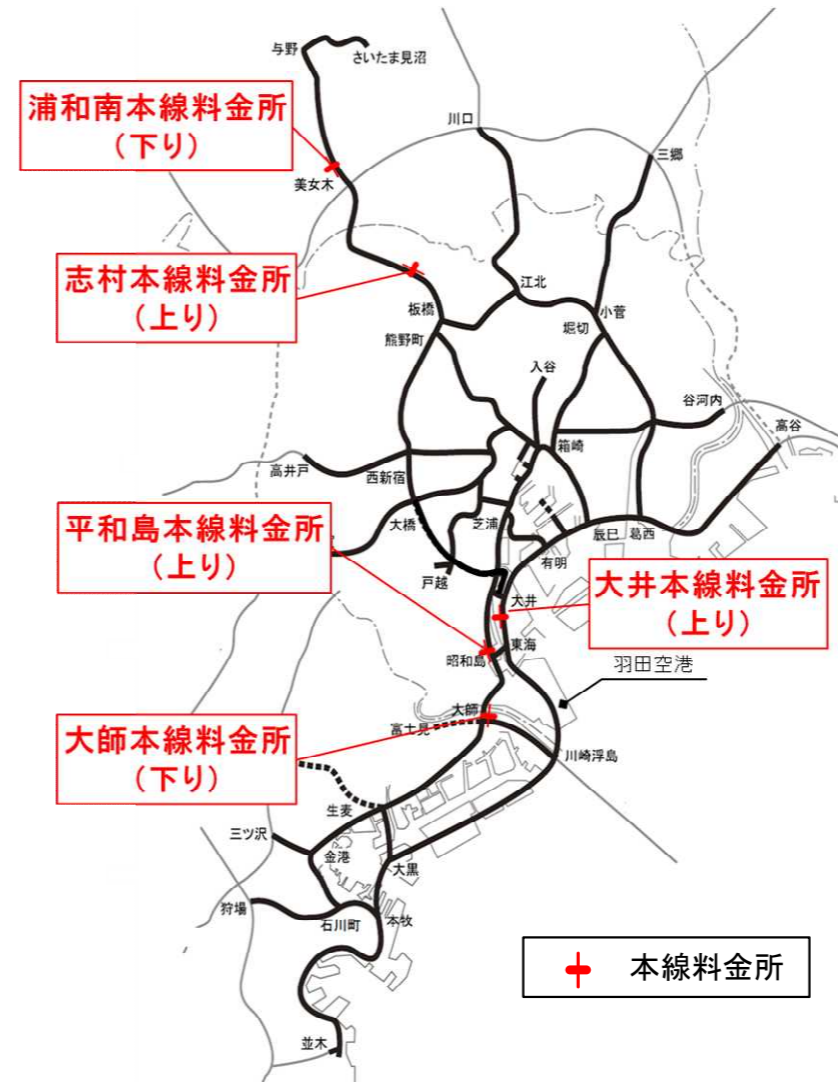 与野
さいたま見沼
浦和南本線料金所
(下り)
川口
三郷
美女木
志村本線料金所
(上り)
江北
板橋
小菅
堀切
熊野町
入谷
谷河内
高谷
箱崎
高井戸
西新宿
平和島本線料金所
(上り)
大橋
芝浦
辰巳
葛西
有明
戸越
大井本線料金所
(上り)
大井
東海
昭和島
羽田空港
大師
富士見
大師本線料金所
(下り)
川崎浮島
生麦
三ツ沢
金港
大黒
狩場
石川町
本牧
本線料金所
並木